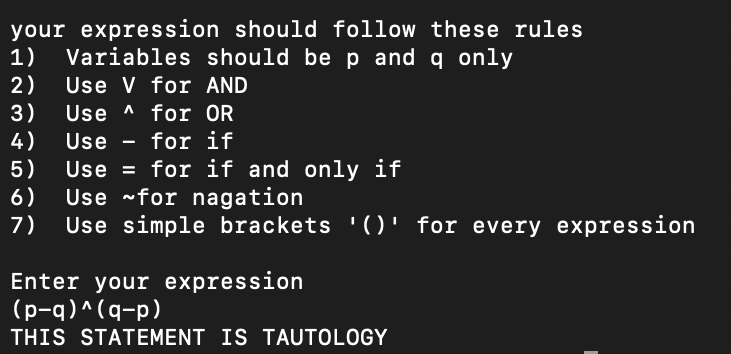 your expression should follow these rules
1)  Variables should be p and q only
2)  Use V for AND
3)  Use ^ for OR
4)  Use - for if
5)  Use = for if and only if
6)  Use ~for nagation
7)  Use simple brackets '()' for every expression
Enter your expression
(p-q)^(q-p)
THIS STATEMENT IS TAUTOLOGY